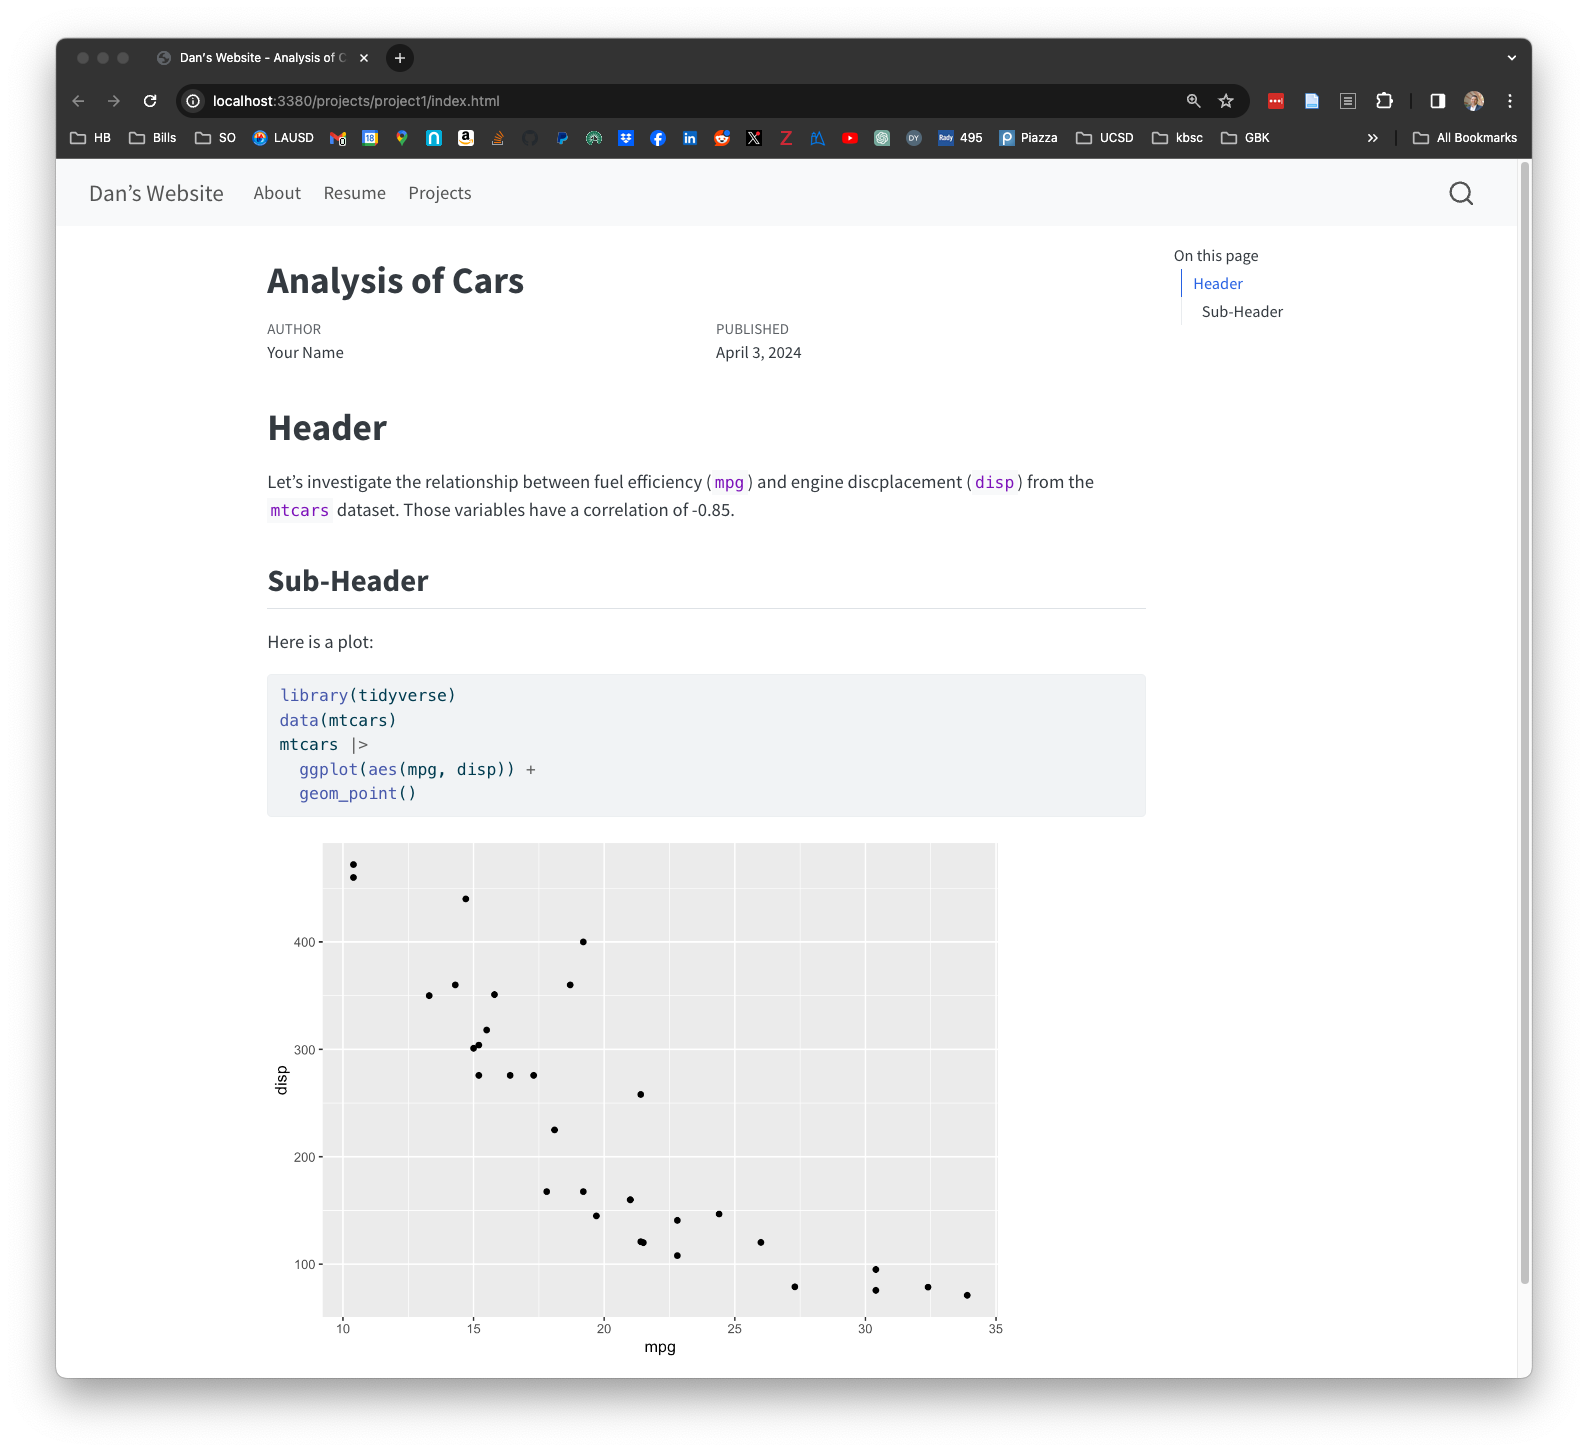 Dan's Website - Analysis of C
localhost:3380/projects/project1/index.html
HB Bills SO LAUSD 0 18 a DY Rady 495 Piazza UCSD kbsc GBK » All Bookmarks
Dan’s Website About Resume Projects
On this page
Header
Sub-Header
Analysis of Cars
AUTHOR PUBLISHED
Your Name April 3, 2024
Header
Let’s investigate the relationship between fuel efficiency (mpg) and engine discplacement (disp) from the
mtcars dataset. Those variables have a correlation of -0.85.
Sub-Header
Here is a plot:
library(tidyverse)
data(mtcars)
mtcars |>
ggplot(aes(mpg, disp)) +
geom_point()
400
300
disp
200
100
10 15 20 25 30 35
mpg